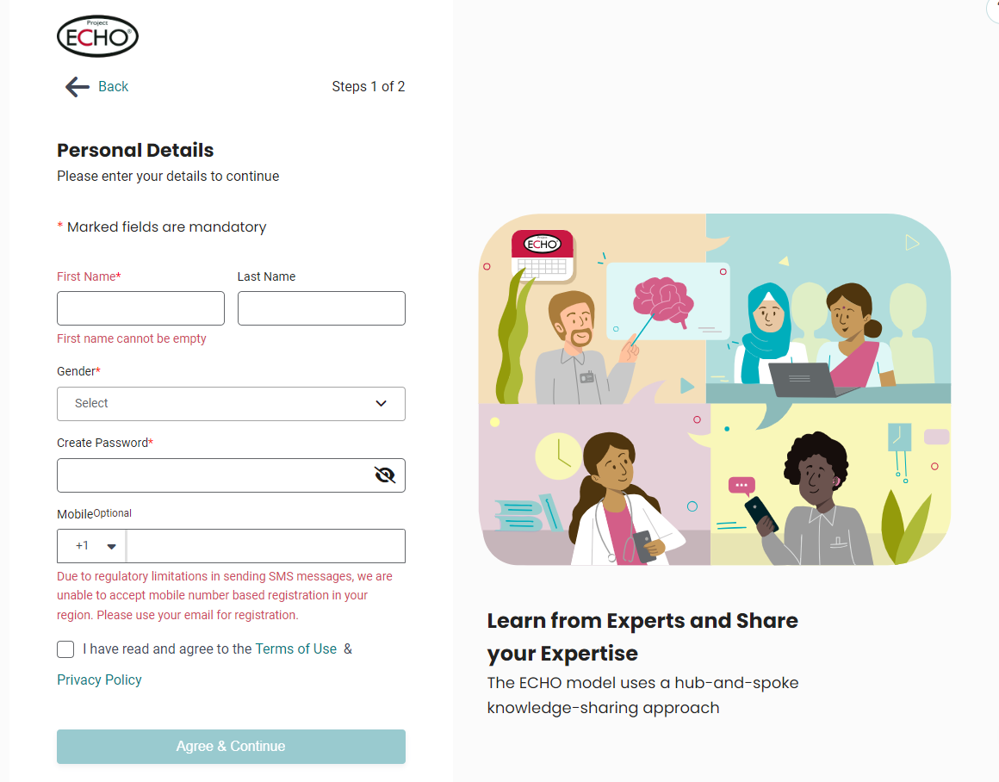 Project
ECHO®
Back
Steps 1 of 2
Personal Details
Please enter your details to continue
* Marked fields are mandatory
First Name*
Last Name
First name cannot be empty
Gender*
Select
Create Password*
MobileOptional
+1
Due to regulatory limitations in sending SMS messages, we are
unable to accept mobile number based registration in your
region. Please use your email for registration.
I have read and agree to the Terms of Use &
Privacy Policy
Agree & Continue
Project
ECHO
Learn from Experts and Share
your Expertise
The ECHO model uses a hub-and-spoke
knowledge-sharing approach